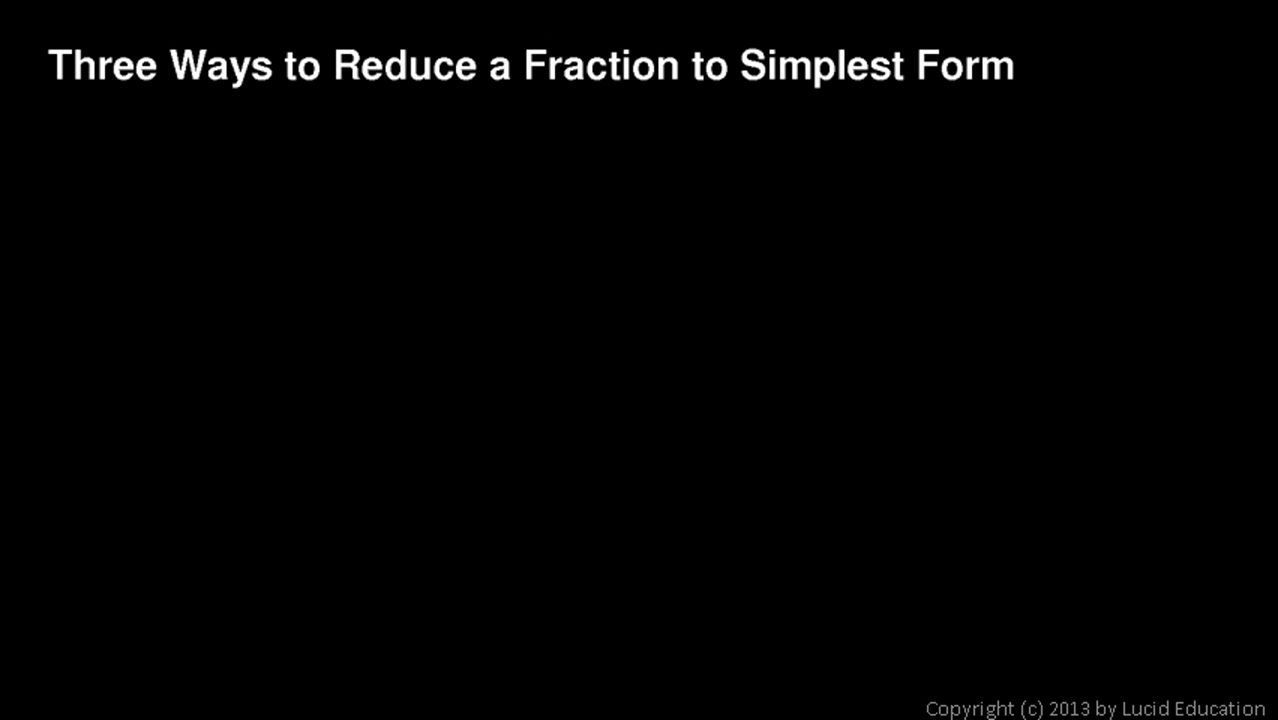 Three Ways to Reduce a Fraction to Simplest Form
Copyright (c) 2013 by Lucid Education